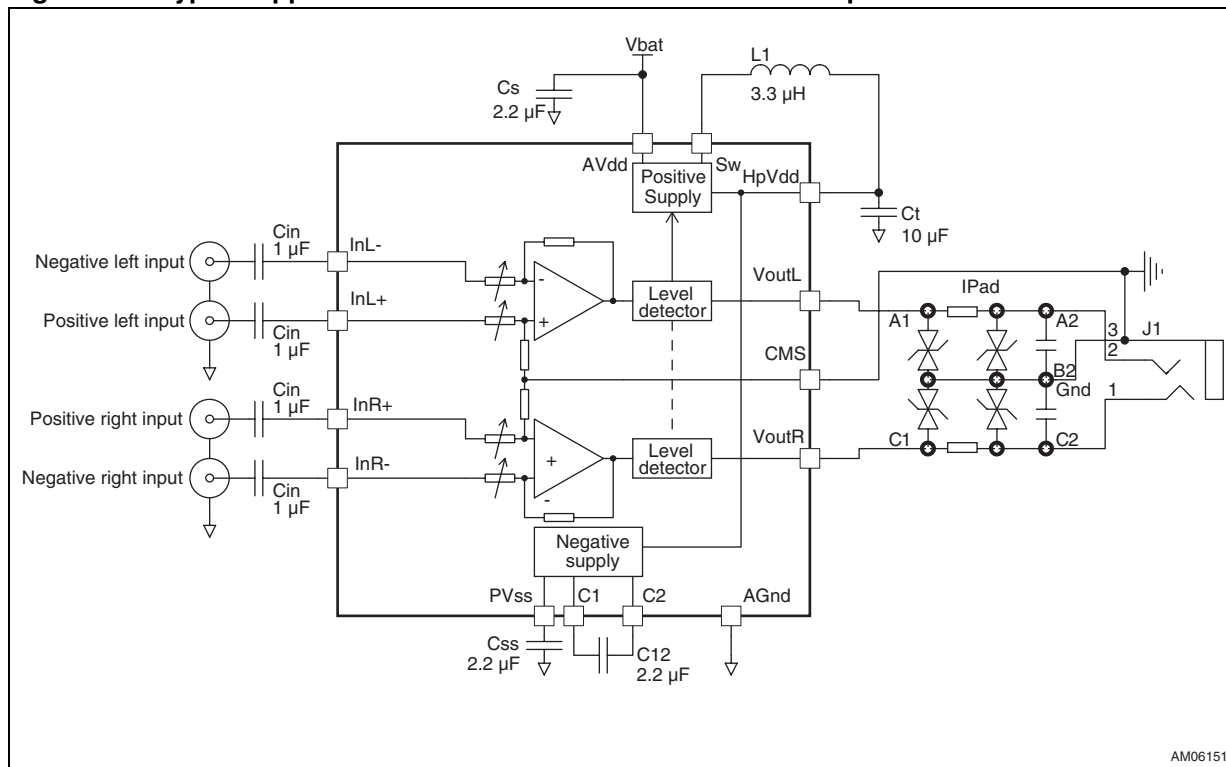 Vbat
L1
3.3 µH
Cs
2.2 µF
AVdd
Sw
Positive
Supply
HpVdd
Ct
10 µF
Cin
1 µF
InL-
Negative left input
InL+
Positive left input
Cin
1 µF
-
+
Level
detector
VoutL
IPad
A1
A2
3
J1
2
CMS
B2
Gnd
1
Cin
1 µF
InR+
Positive right input
InR-
Negative right input
Cin
1 µF
+
-
Level
detector
VoutR
C1
C2
Negative
supply
PVss
C1
C2
AGnd
Css
2.2 µF
C12
2.2 µF
AM06151